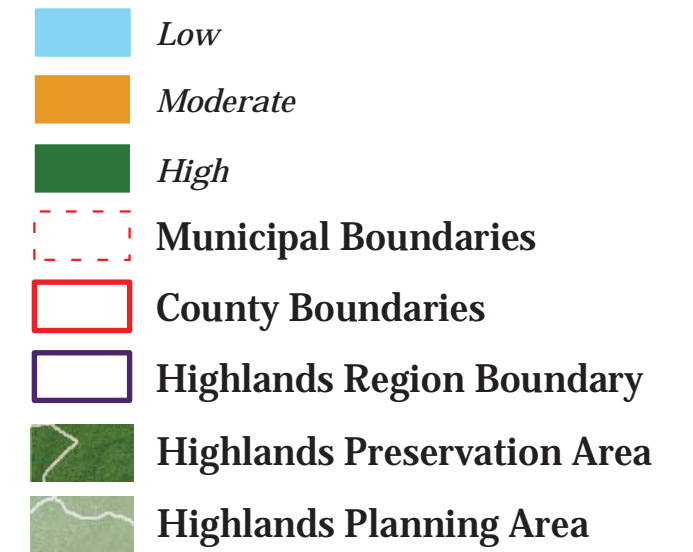 Low
Moderate
High
Municipal Boundaries
County Boundaries
Highlands Region Boundary
Highlands Preservation Area
Highlands Planning Area